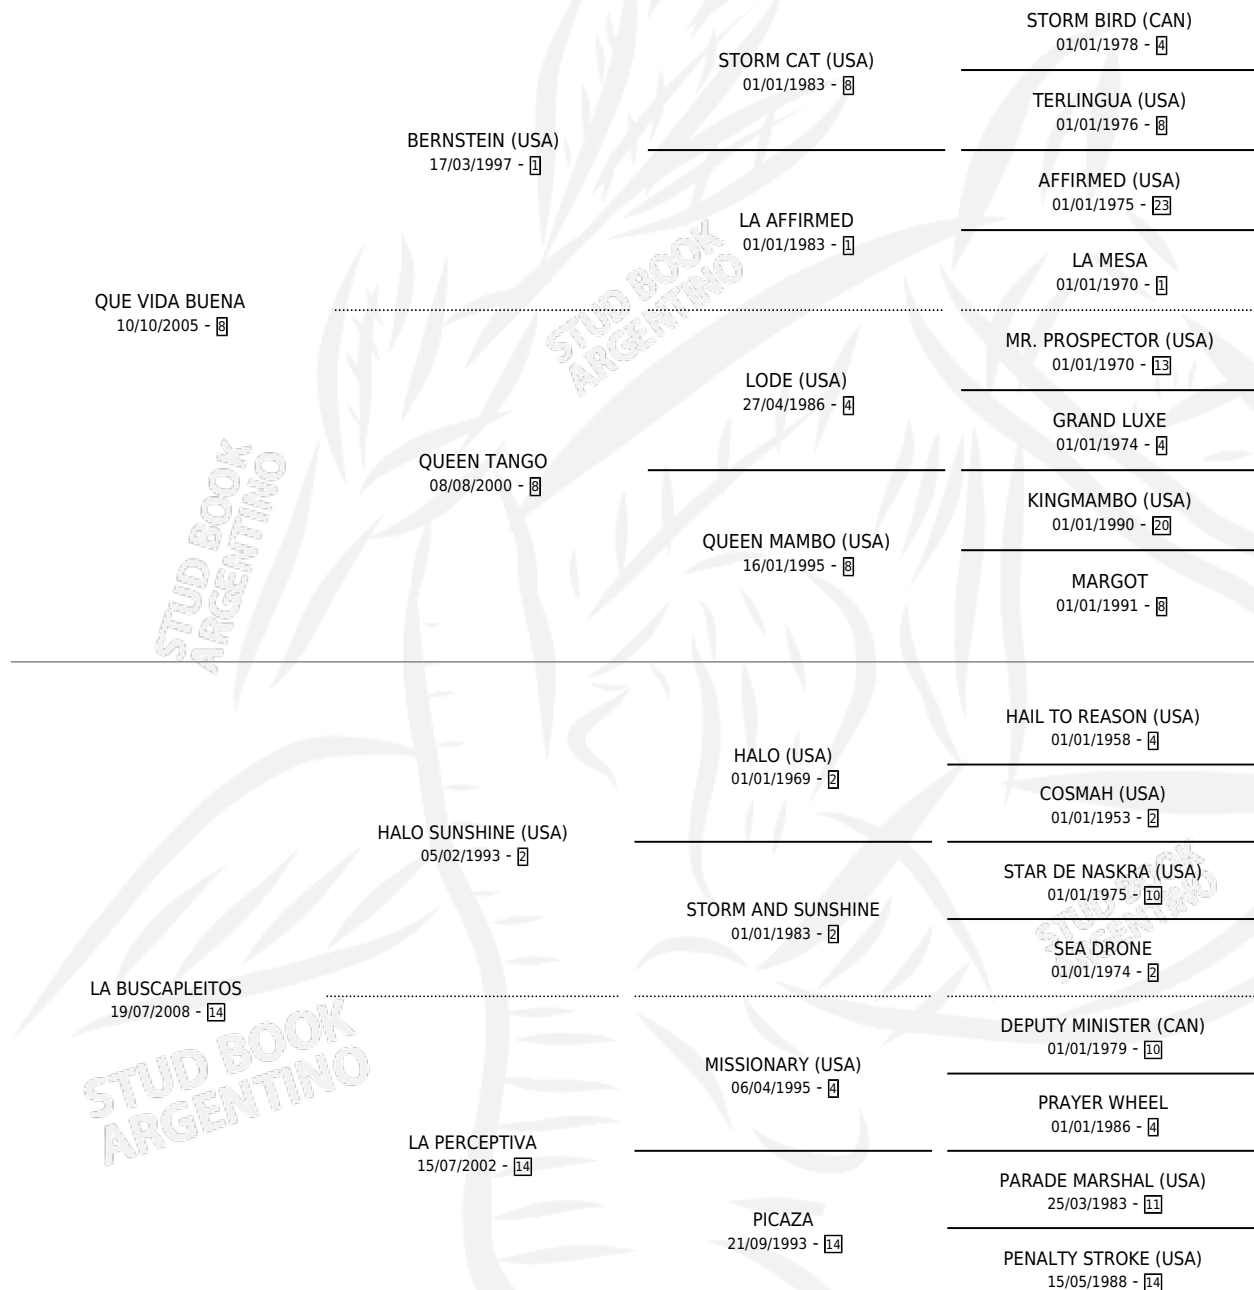 STORM BIRD (CAN)
01/01/1978 - 4
STORM CAT (USA)
01/01/1983 - 8
TERLINGUA (USA)
01/01/1976 - 8
BERNSTEIN (USA)
17/03/1997 - 1
AFFIRMED (USA)
01/01/1975 - 23
LA AFFIRMED
01/01/1983 - 1
LA MESA
01/01/1970 - 1
QUE VIDA BUENA
10/10/2005 - 8
MR. PROSPECTOR (USA)
01/01/1970 - 13
LODE (USA)
27/04/1986 - 4
GRAND LUXE
01/01/1974 - 4
QUEEN TANGO
08/08/2000 - 8
KINGMAMBO (USA)
01/01/1990 - 20
QUEEN MAMBO (USA)
16/01/1995 - 8
MARGOT
01/01/1991 - 8
STUD BOOK
ARGENTINO
STUD BOOK
ARGENTINO
HAIL TO REASON (USA)
01/01/1958 - 4
HALO (USA)
01/01/1969 - 2
COSMAH (USA)
01/01/1953 - 2
HALO SUNSHINE (USA)
05/02/1993 - 2
STAR DE NASKRA (USA)
01/01/1975 - 10
STORM AND SUNSHINE
01/01/1983 - 2
SEA DRONE
01/01/1974 - 2
STUD BOOK
ARGENTINO
LA BUSCAPLEITOS
19/07/2008 - 14
DEPUTY MINISTER (CAN)
01/01/1979 - 10
MISSIONARY (USA)
06/04/1995 - 4
PRAYER WHEEL
01/01/1986 - 4
STUD BOOK
ARGENTINO
LA PERCEPTIVA
15/07/2002 - 14
PARADE MARSHAL (USA)
25/03/1983 - 11
PICAZA
21/09/1993 - 14
PENALTY STROKE (USA)
15/05/1988 - 14